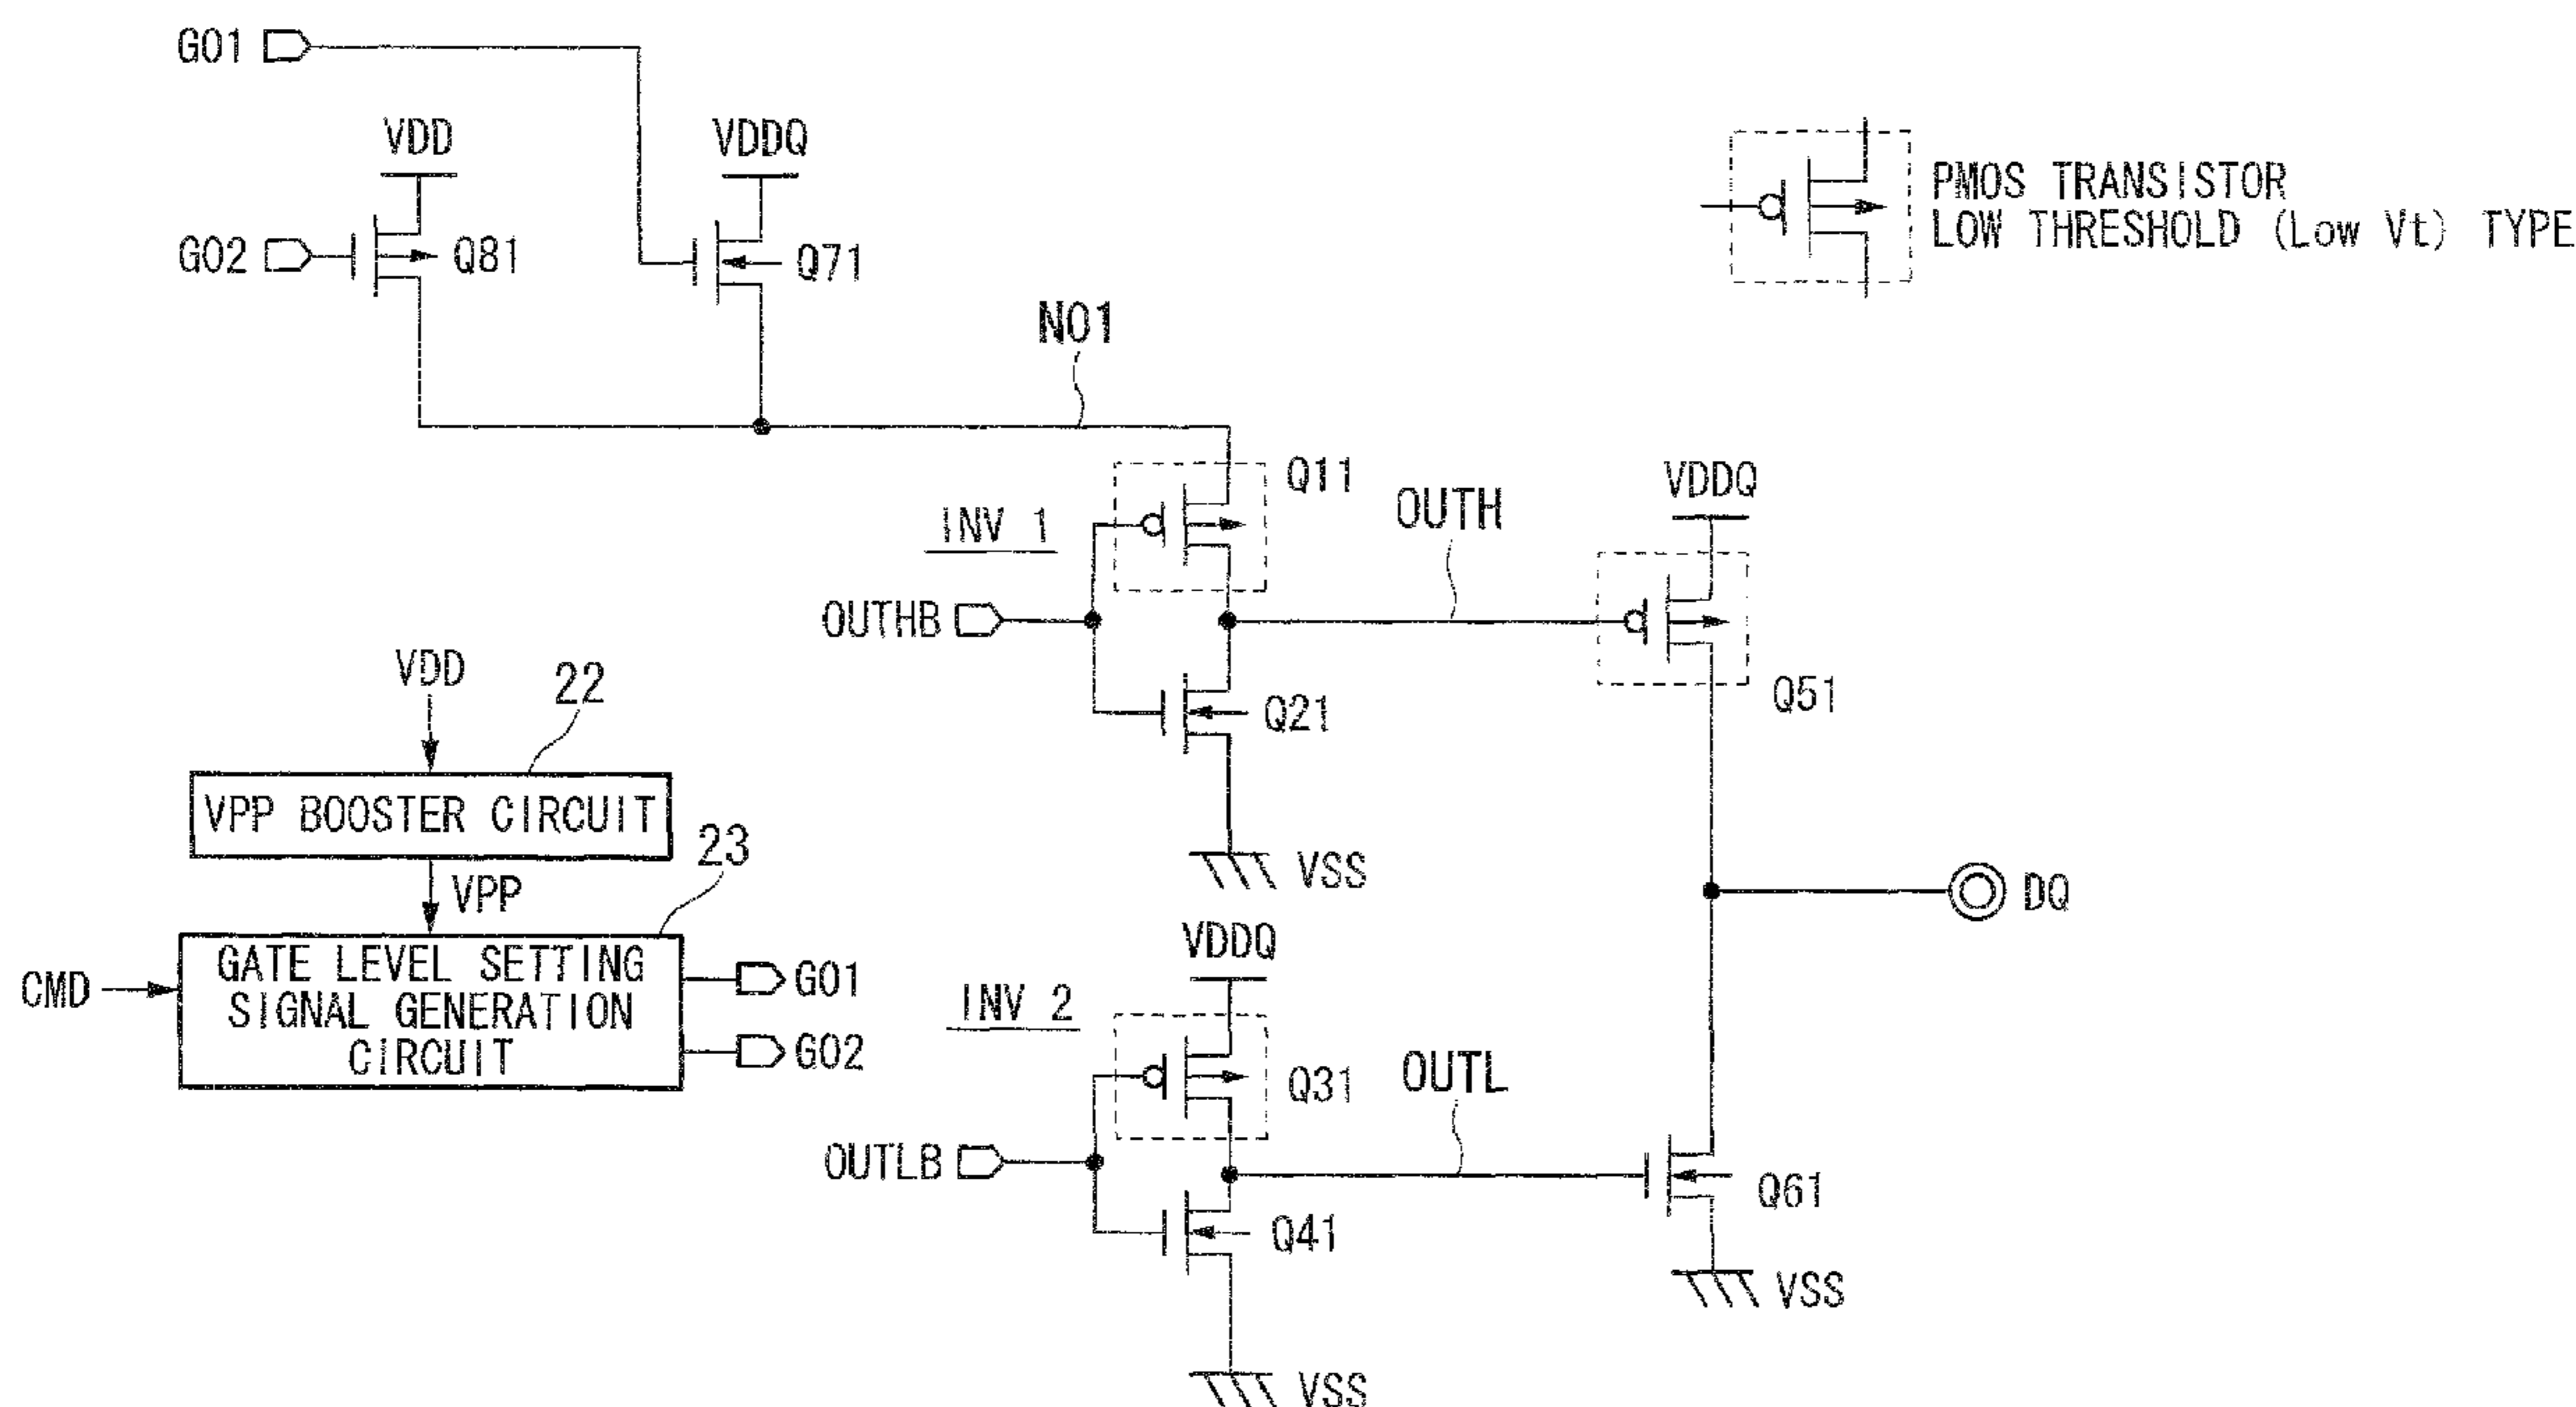 G01
VDD
VDDQ
G02
Q81
Q71
PMOS TRANSISTOR
LOW THRESHOLD (Low Vt) TYPE
N01
Q11
INV 1
OUTH
VDDQ
OUTHB
Q51
Q21
VDD
22
VPP BOOSTER CIRCUIT
23
VPP
VSS
DQ
CMD
GATE LEVEL SETTING
SIGNAL GENERATION
CIRCUIT
G01
G02
VDDQ
INV 2
Q31
OUTL
OUTLB
Q61
Q41
VSS
VSS